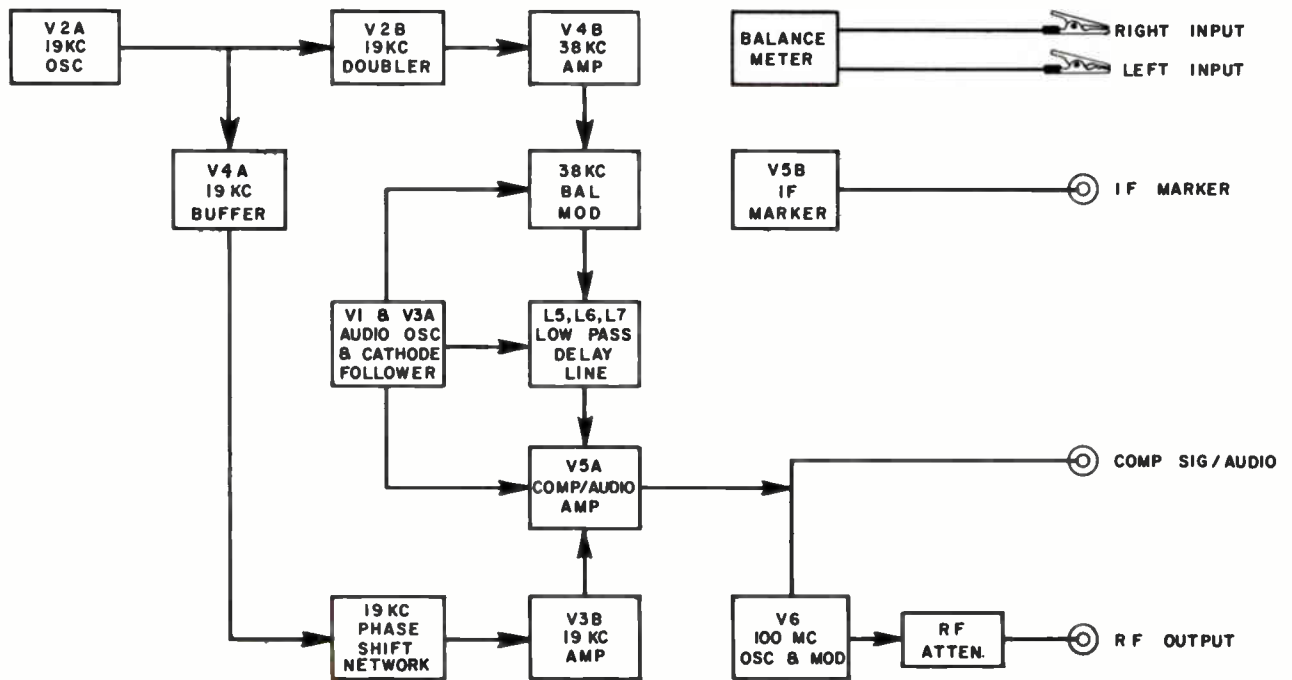 V2A
19KC
OSC
V2B
19KC
DOUBLER
V4B
38KC
AMP
BALANCE
METER
RIGHT INPUT
LEFT INPUT
V4A
19KC
BUFFER
38KC
BAL
MOD
V5B
IF
MARKER
IF MARKER
V1 & V3A
AUDIO OSC
& CATHODE
FOLLOWER
L5,L6,L7
LOW PASS
DELAY
LINE
V5A
COMP/AUDIO
AMP
COMP SIG/AUDIO
19KC
PHASE
SHIFT
NETWORK
V3B
19KC
AMP
V6
100 MC
OSC & MOD
RF
ATTEN.
RF OUTPUT